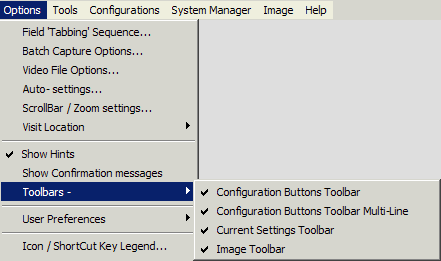 Options Tools Configurations System Manager Image Help
Field 'Tabbing' Sequence...
Batch Capture Options...
Video File Options...
Auto- settings...
ScrollBar / Zoom settings...
Visit Location
Show Hints
Show Confirmation messages
Toolbars -
User Preferences
Icon / ShortCut Key Legend...
Configuration Buttons Toolbar
Configuration Buttons Toolbar Multi-Line
Current Settings Toolbar
Image Toolbar